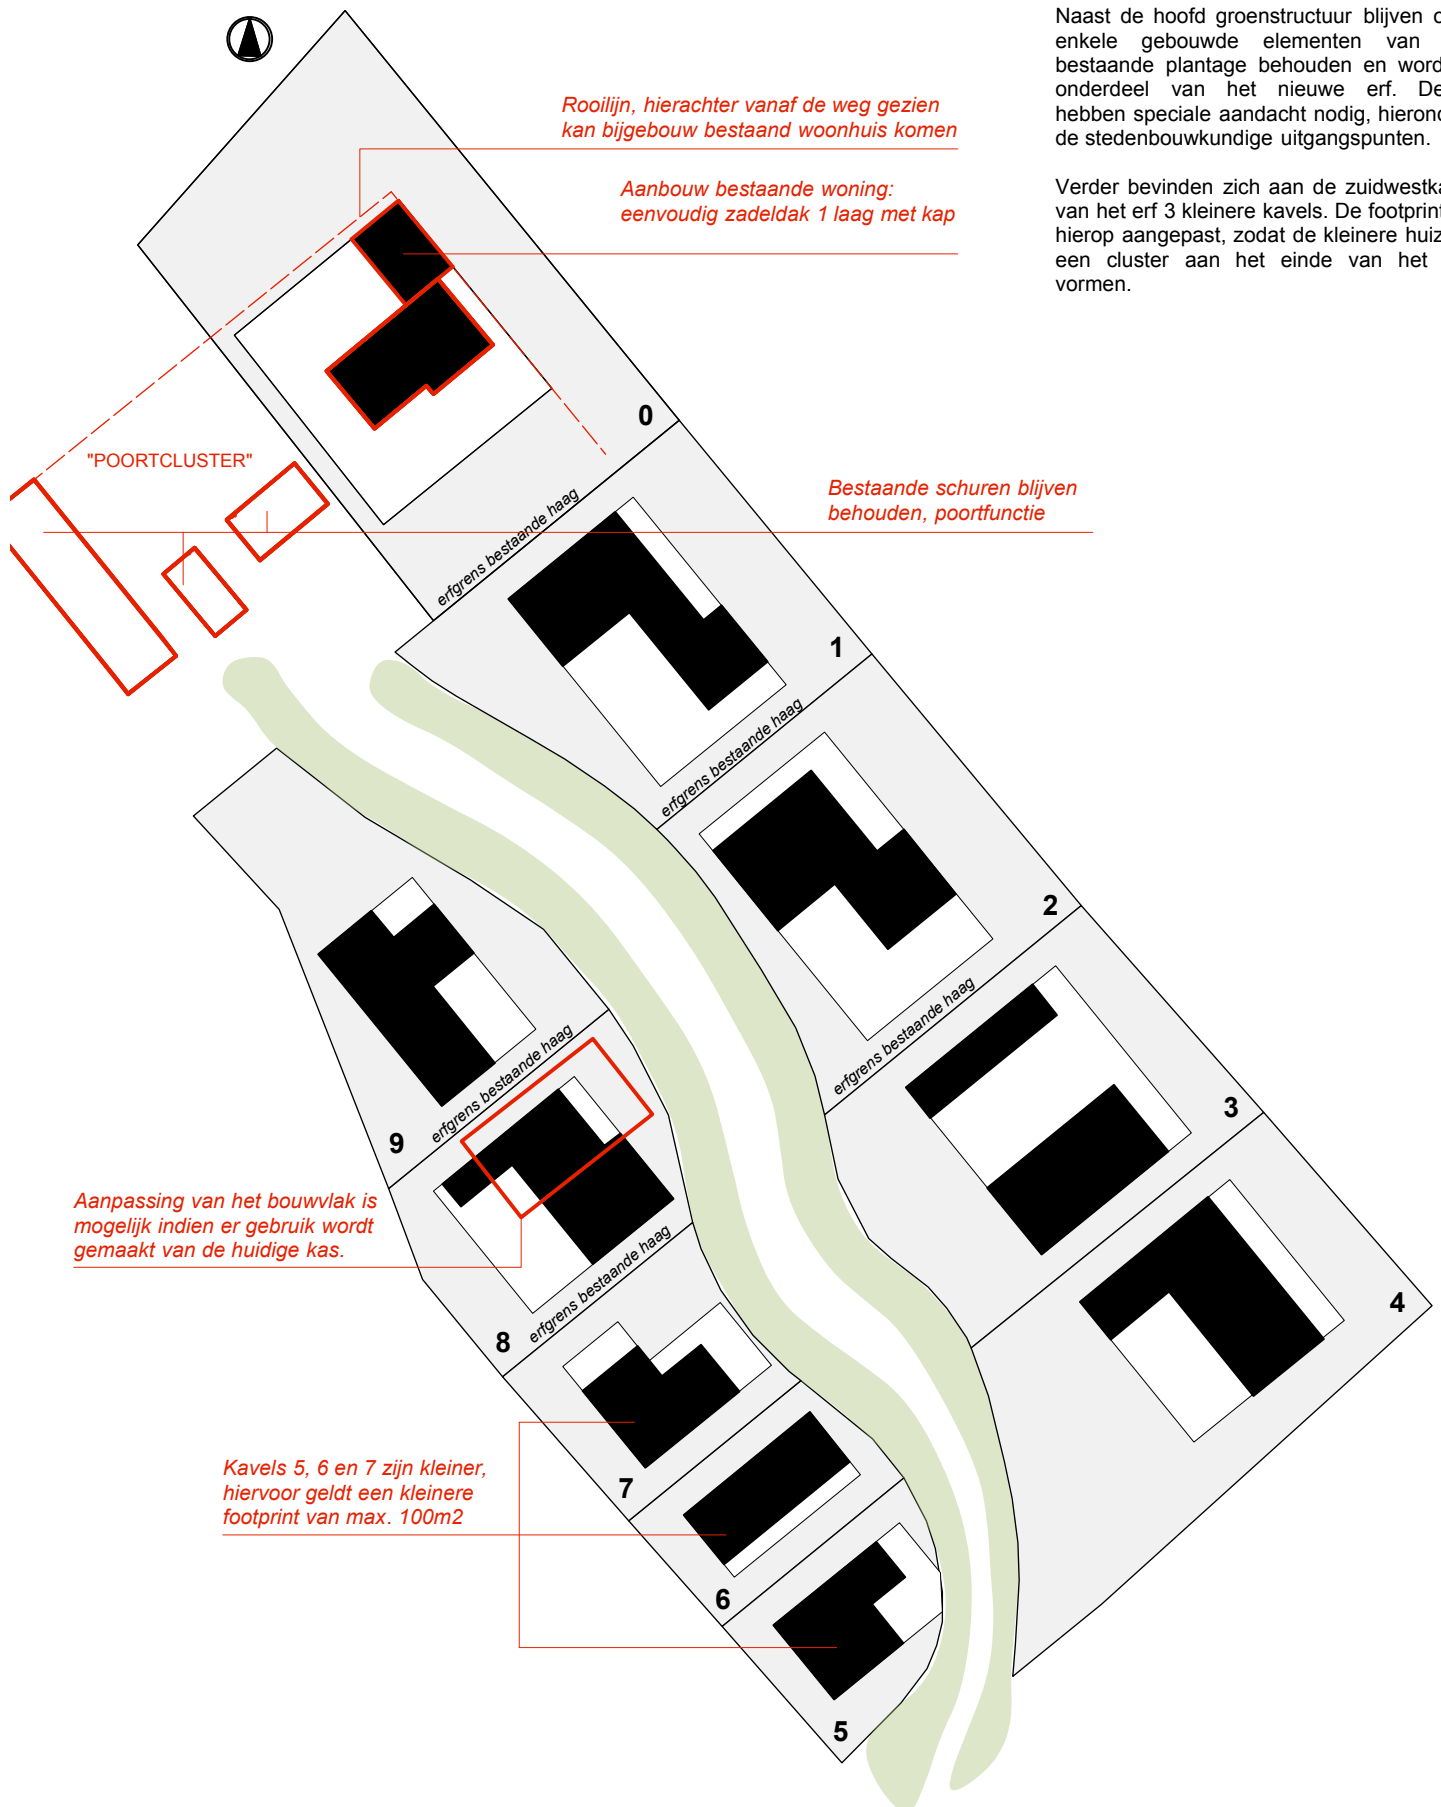 Naast de hoofd groenstructuur blijven
enkele gebouwde elementen van
bestaande plantage behouden en
onderdeel van het nieuwe erf.
hebben speciale aandacht nodig,
de stedenbouwkundige uitgangspunten.
Verder bevinden zich aan de
van het erf 3 kleinere kavels. De
hierop aangepast, zodat de kleinere
een cluster aan het einde van het
vormen.
Rooilijn, hierachter vanaf de weg gezien
kan bijgebouw bestaand woonhuis komen
Aanbouw bestaande woning:
eenvoudig zadeldak 1 laag met kap
0
"POORTCLUSTER"
Bestaande schuren blijven
behouden, poortfunctie
erfgrens bestaande haag
1
erfgrens bestaande haag
2
erfgrens bestaande haag
3
4
9
erfgrens bestaande haag
Aanpassing van het bouwvlak is
mogelijk indien er gebruik wordt
gemaakt van de huidige kas.
8
erfgrens bestaande haag
7
Kavels 5, 6 en 7 zijn kleiner,
hiervoor geldt een kleinere
footprint van max. 100m2
6
5